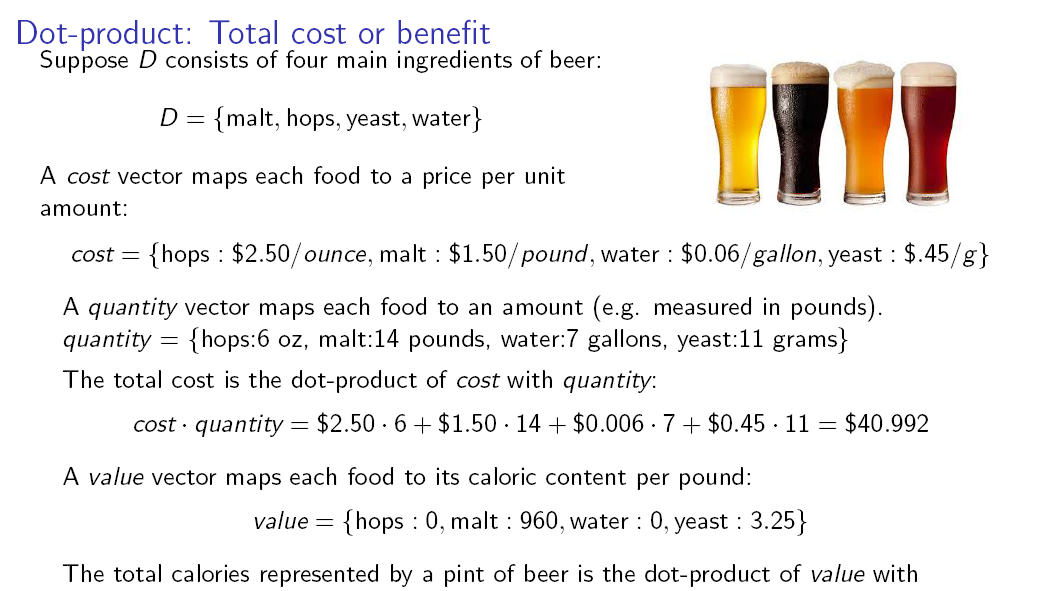 Dot-product: Total cost or benefit
Suppose D consists of four main ingredients of beer:
D = {malt, hops, yeast, water}
A cost vector maps each food to a price per unit
amount:
cost = {hops : $2.50/ounce, malt : $1.50/pound, water : $0.06/gallon, yeast : $.45/g}
A quantity vector maps each food to an amount (e.g. measured in pounds).
quantity = {hops:6 oz, malt:14 pounds, water:7 gallons, yeast:11 grams}
The total cost is the dot-product of cost with quantity:
cost · quantity = $2.50 · 6 + $1.50 · 14 + $0.006 · 7 + $0.45 · 11 = $40.992
A value vector maps each food to its caloric content per pound:
value = {hops : 0, malt : 960, water : 0, yeast : 3.25}
The total calories represented by a pint of beer is the dot-product of value with